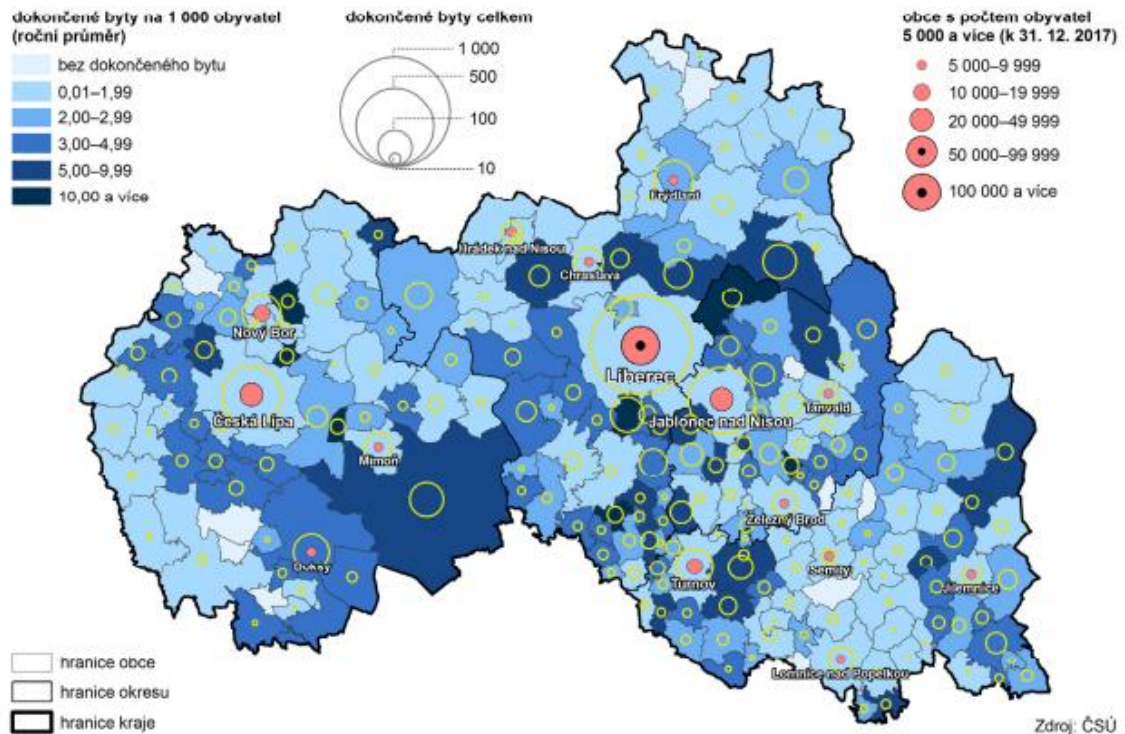 dokončené byty na 1 000 obyvatel
(roční průměr)
bez dokončeného bytu
0,01–1,99
2,00–2,99
3,00–4,99
5,00–9,99
10,00 a více
dokončené byty celkem
1 000
500
100
10
obce s počtem obyvatel
5 000 a více (k 31. 12. 2017)
5 000–9 999
10 000–19 999
20 000–49 999
50 000–99 999
100 000 a více
Frýdlant
Hrádek nad Nisou
Chrastava
Nový Bor
Liberec
Česká Lípa
Jablonec nad Nisou
Tanvald
Mimoň
Železný Brod
Doksy
Turnov
Semily
Jilemnice
Lomnice nad Popelkou
hranice obce
hranice okresu
hranice kraje
Zdroj: ČSÚ